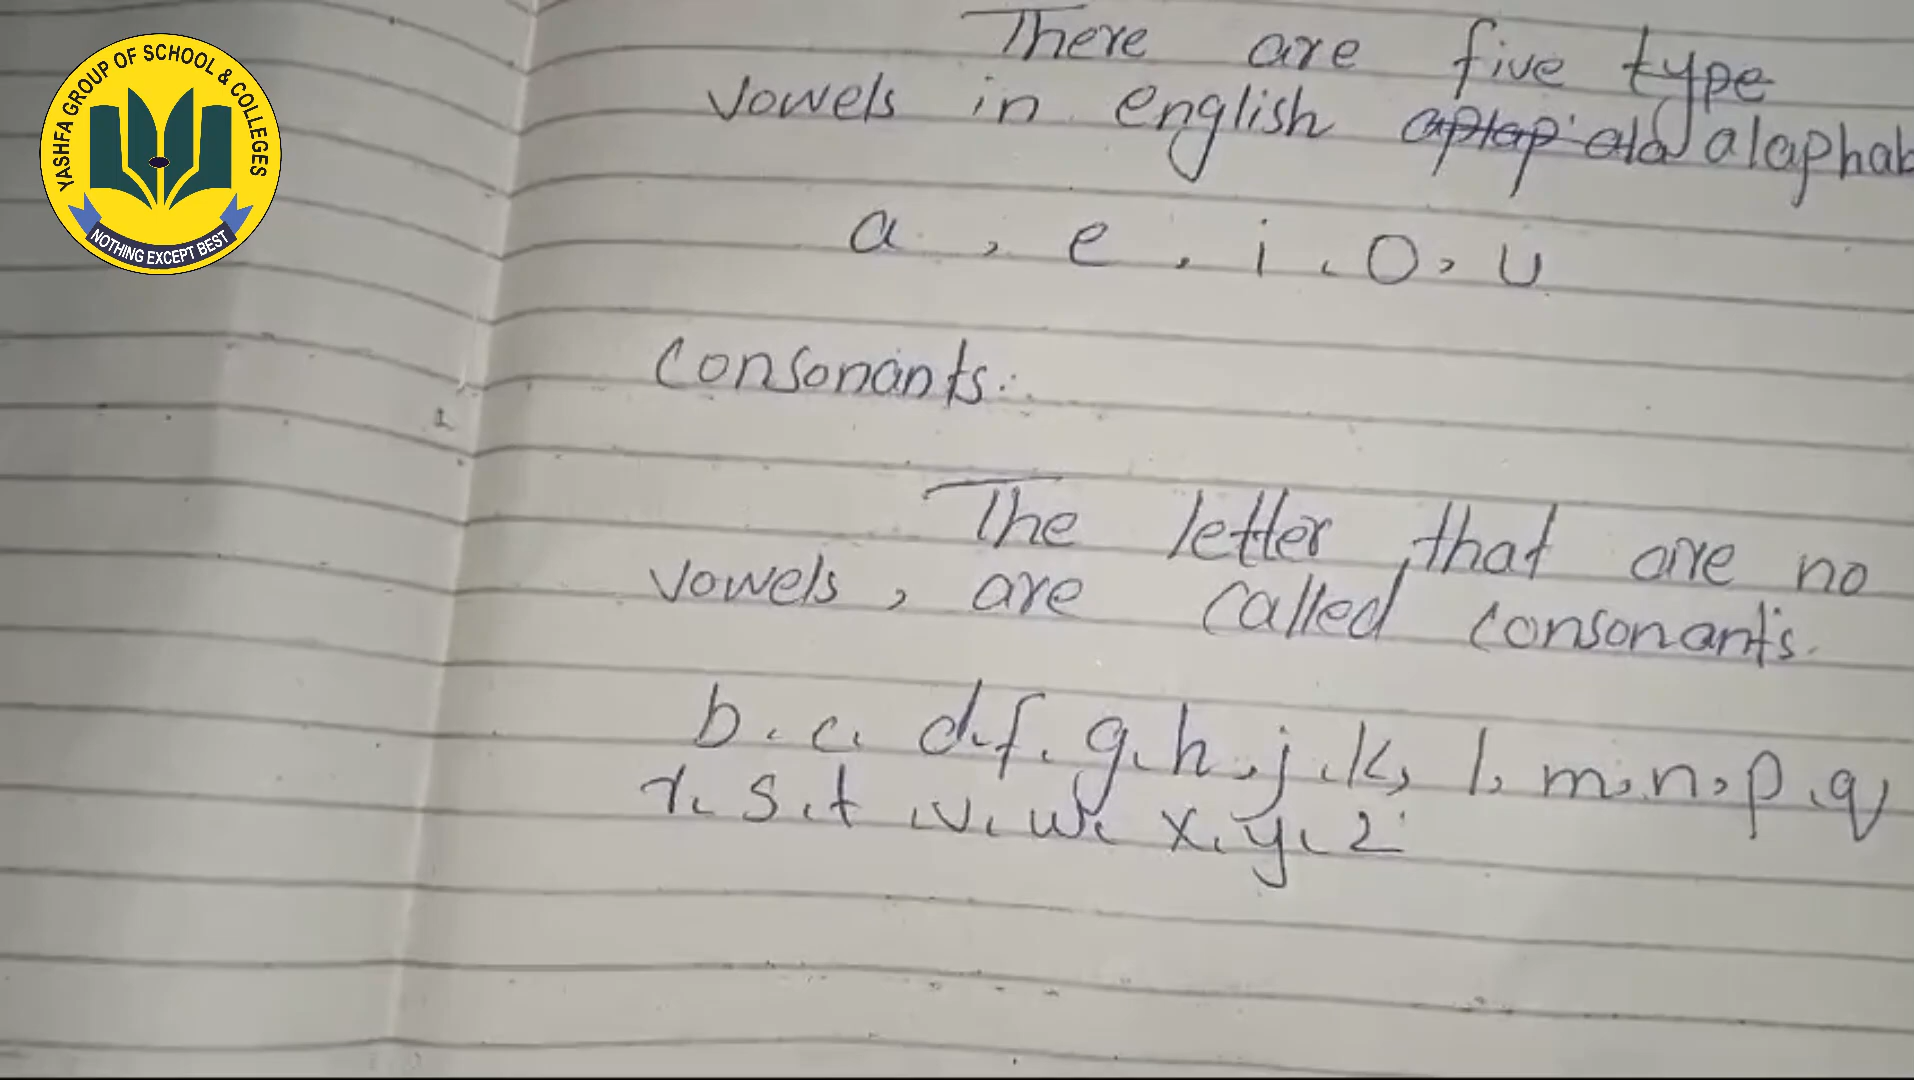 YASHFA GROUP OF SCHOOL & COLLEGES
NOTHING EXCEPT BEST
There are five type
vowels in english alaphab
a , e , i , O , U
Consonants:
The letter that are no
vowels, are called consonants.
b, c, d, f, g, h, j, k, l, m, n, p, q,
r, s, t, v, w, x, y, z